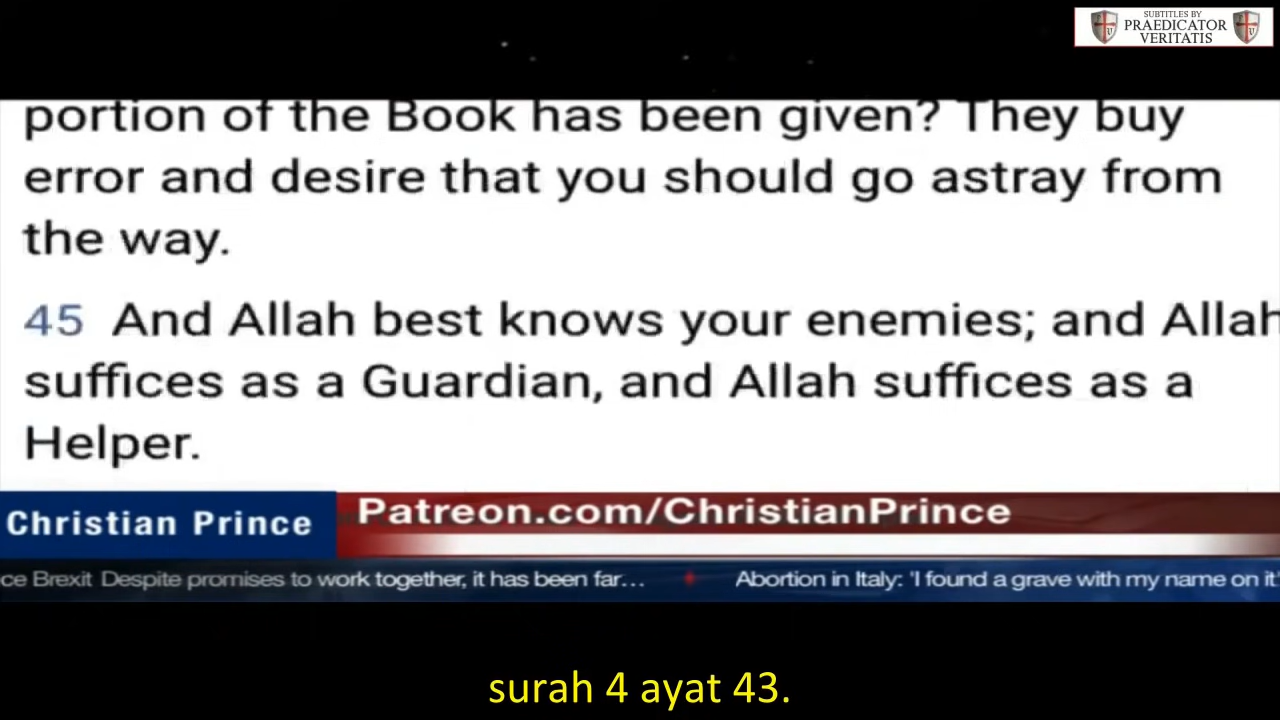 SUBTITLES BY
PRAEDICATOR
VERITATIS
portion of the Book has been given? They buy
error and desire that you should go astray from
the way.
45 And Allah best knows your enemies; and Allah
suffices as a Guardian, and Allah suffices as a
Helper.
Christian Prince
Patreon.com/ChristianPrince
ce Brexit Despite promises to work together, it has been far... Abortion in Italy: 'I found a grave with my name on it'
surah 4 ayat 43.